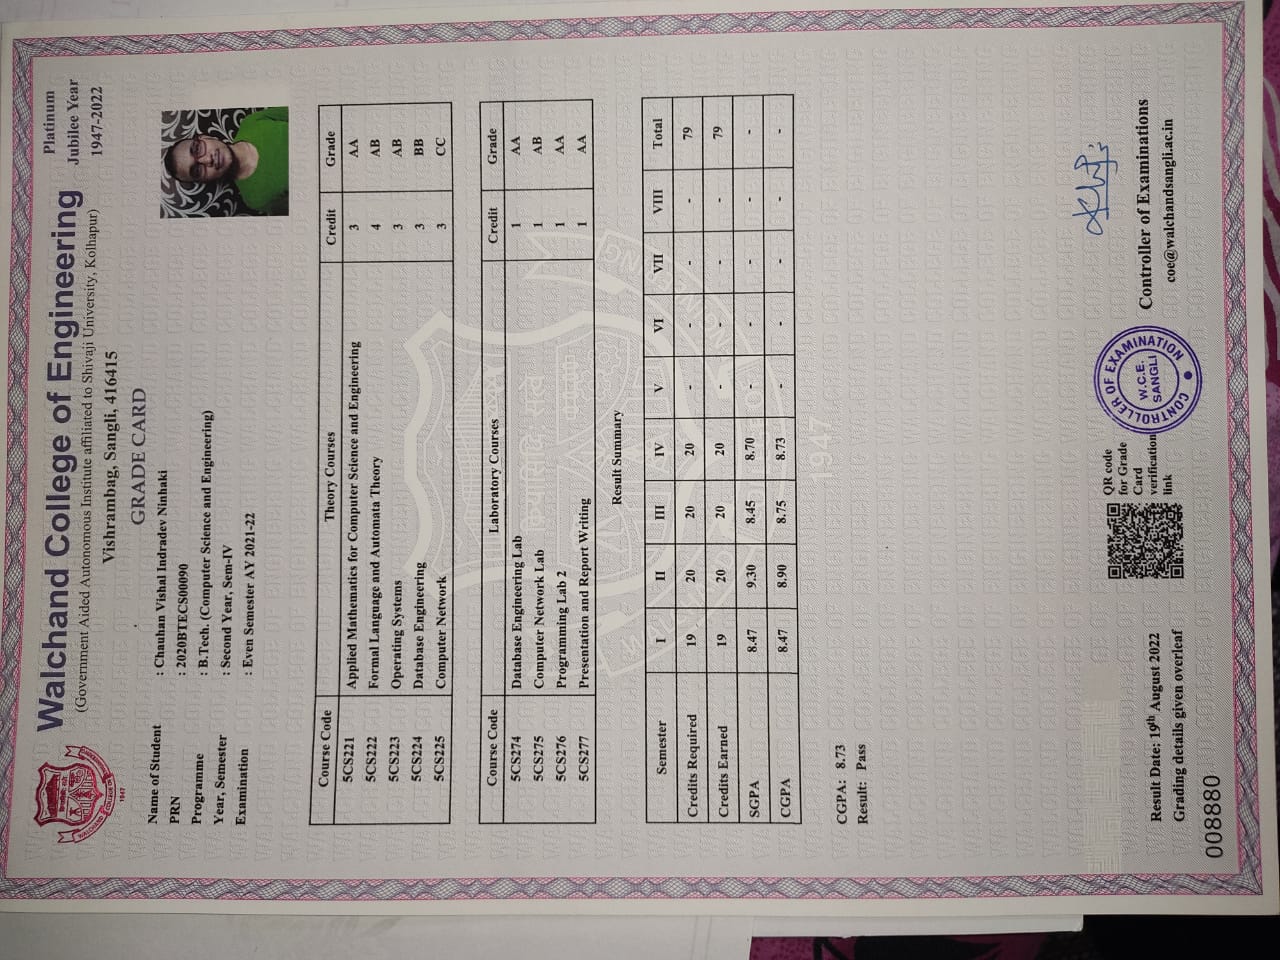 Walchand College of Engineering
(Government Aided Autonomous Institute affiliated to Shivaji University, Kolhapur)
Vishrambag, Sangli, 416415
Platinum
Jubilee Year
1947-2022
GRADE CARD
Name of Student : Chauhan Vishal Indradev Ninhaki
PRN : 2020BTECS00090
Programme : B.Tech. (Computer Science and Engineering)
Year, Semester : Second Year, Sem-IV
Examination : Even Semester AY 2021-22
Course Code Theory Courses Credit Grade
5CS221 Applied Mathematics for Computer Science and Engineering 3 AA
5CS222 Formal Language and Automata Theory 4 AB
5CS223 Operating Systems 3 AB
5CS224 Database Engineering 3 BB
5CS225 Computer Network 3 CC
Course Code Laboratory Courses Credit Grade
5CS274 Database Engineering Lab 1 AA
5CS275 Computer Network Lab 1 AB
5CS276 Programming Lab 2 1 AA
5CS277 Presentation and Report Writing 1 AA
Result Summary
Semester I II III IV V VI VII VIII Total
Credits Required 19 20 20 20 - - - - 79
Credits Earned 19 20 20 20 - - - - 79
SGPA 8.47 9.30 8.45 8.70 - - - - -
CGPA 8.47 8.90 8.75 8.73 - - - - -
1947
CGPA: 8.73
Result: Pass
Result Date: 19th August 2022
Grading details given overleaf
008880
QR code
for Grade
Card
verification
link
CONTROLLER OF EXAMINATION
W.C.E.
SANGLI
Controller of Examinations
coe@walchandsangli.ac.in